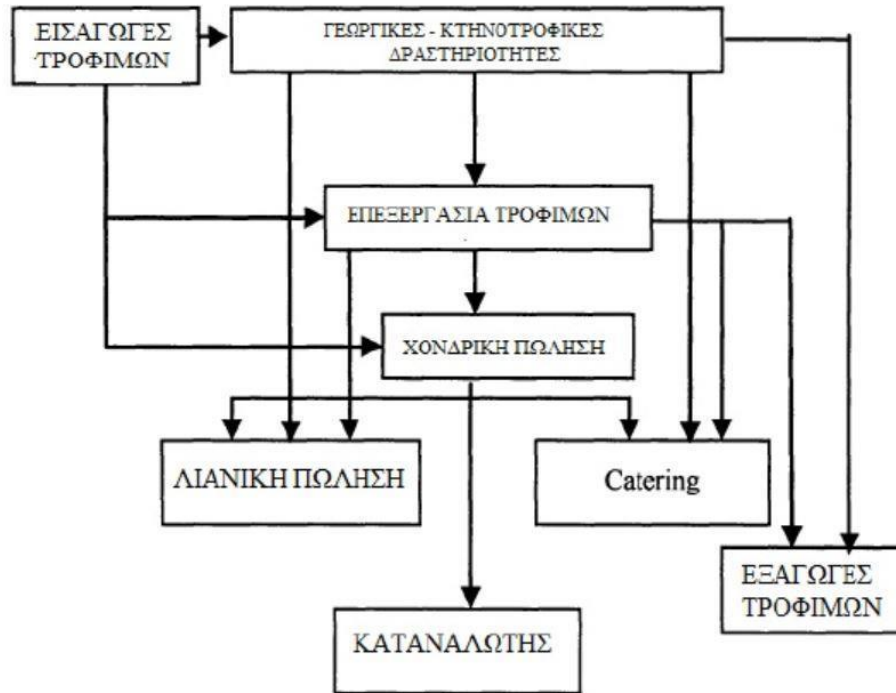 ΕΙΣΑΓΩΓΕΣ
ΤΡΟΦΙΜΩΝ
ΓΕΩΡΓΙΚΕΣ - ΚΤΗΝΟΤΡΟΦΙΚΕΣ
ΔΡΑΣΤΗΡΙΟΤΗΤΕΣ
ΕΠΕΞΕΡΓΑΣΙΑ ΤΡΟΦΙΜΩΝ
ΧΟΝΔΡΙΚΗ ΠΩΛΗΣΗ
ΛΙΑΝΙΚΗ ΠΩΛΗΣΗ
Catering
ΕΞΑΓΩΓΕΣ
ΤΡΟΦΙΜΩΝ
ΚΑΤΑΝΑΛΩΤΗΣ